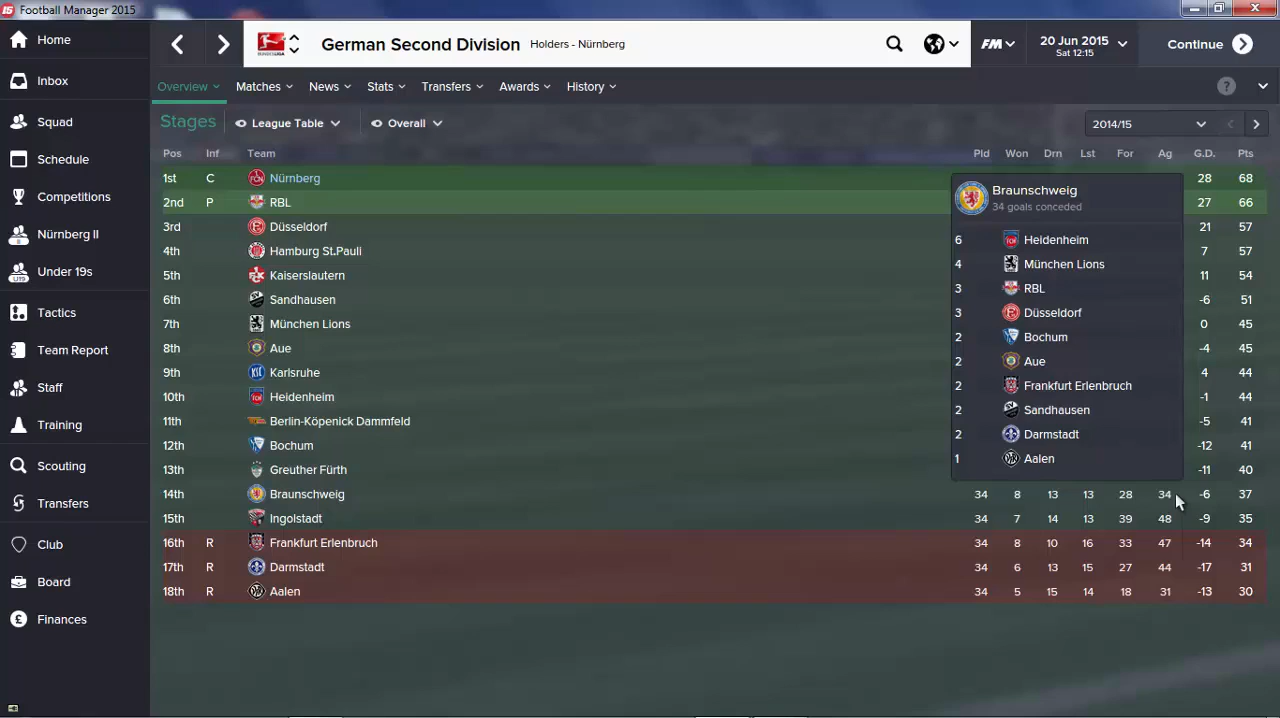 15 Football Manager 2015
Home
German Second Division Holders - Nürnberg
FM
20 Jun 2015
Sat 12:15
Continue
Inbox
Overview Matches News Stats Transfers Awards History ?
Squad
Stages League Table Overall 2014/15
Schedule
Competitions
Nürnberg II
Under 19s
Tactics
Team Report
Staff
Training
Scouting
Transfers
Club
Board
Finances
Pos Inf Team Pld Won Drn Lst For Ag G.D. Pts
1st C Nürnberg 28 68
2nd P RBL 27 66
3rd Düsseldorf 21 57
4th Hamburg St.Pauli 7 57
5th Kaiserslautern 11 54
6th Sandhausen -6 51
7th München Lions 0 45
8th Aue -4 45
9th Karlsruhe 4 44
10th Heidenheim -1 44
11th Berlin-Köpenick Dammfeld -5 41
12th Bochum -12 41
13th Greuther Fürth -11 40
14th Braunschweig 34 8 13 13 28 34 -6 37
15th Ingolstadt 34 7 14 13 39 48 -9 35
16th R Frankfurt Erlenbruch 34 8 10 16 33 47 -14 34
17th R Darmstadt 34 6 13 15 27 44 -17 31
18th R Aalen 34 5 15 14 18 31 -13 30
Braunschweig
34 goals conceded
6 Heidenheim
4 München Lions
3 RBL
3 Düsseldorf
2 Bochum
2 Aue
2 Frankfurt Erlenbruch
2 Sandhausen
2 Darmstadt
1 Aalen